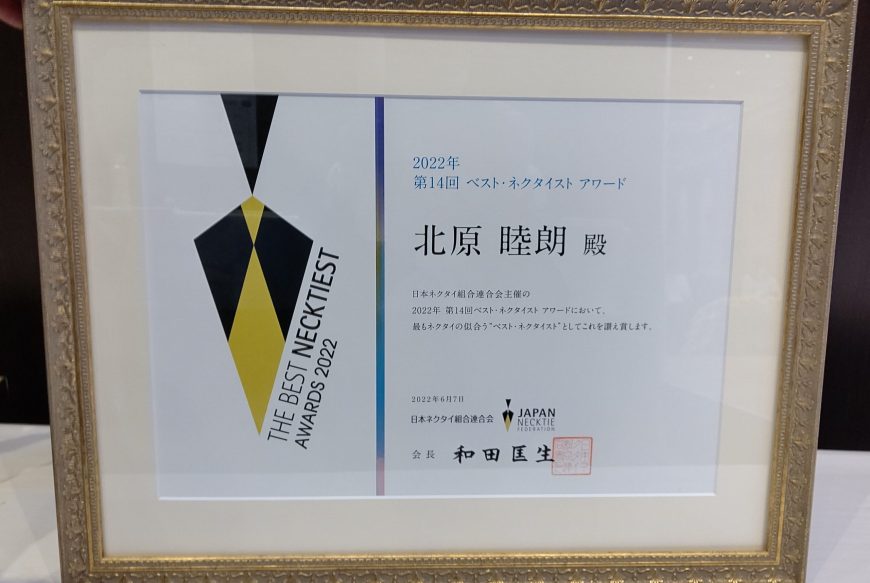 THE BEST NECKTIEST
AWARDS 2022
2022年
第14回 ベスト・ネクタイスト アワード
北原 睦朗 殿
日本ネクタイ組合連合会主催の
2022年 第14回ベスト・ネクタイスト アワードにおいて、
最もネクタイの似合う"ベスト・ネクタイスト"としてこれを讃え賞します。
2022年6月7日
日本ネクタイ組合連合会
JAPAN
NECKTIE
FEDERATION
会長 和田匡生